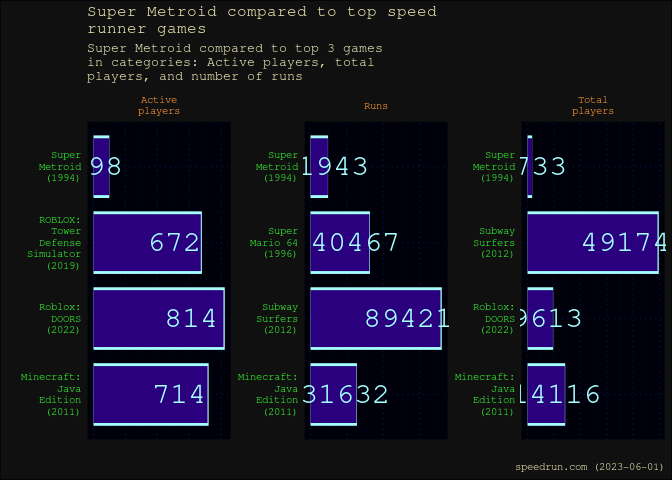 Super Metroid compared to top speed
runner games
Super Metroid compared to top 3 games
in categories: Active players, total
players, and number of runs
Active
players
Super
Metroid
(1994)
98
ROBLOX:
Tower
Defense
Simulator
(2019)
672
Roblox:
DOORS
(2022)
814
Minecraft:
Java
Edition
(2011)
714
Runs
Super
Metroid
(1994)
1943
Super
Mario 64
(1996)
40467
Subway
Surfers
(2012)
89421
Minecraft:
Java
Edition
(2011)
31632
Total
players
Super
Metroid
(1994)
733
Subway
Surfers
(2012)
49174
Roblox:
DOORS
(2022)
9613
Minecraft:
Java
Edition
(2011)
14116
speedrun.com (2023-06-01)